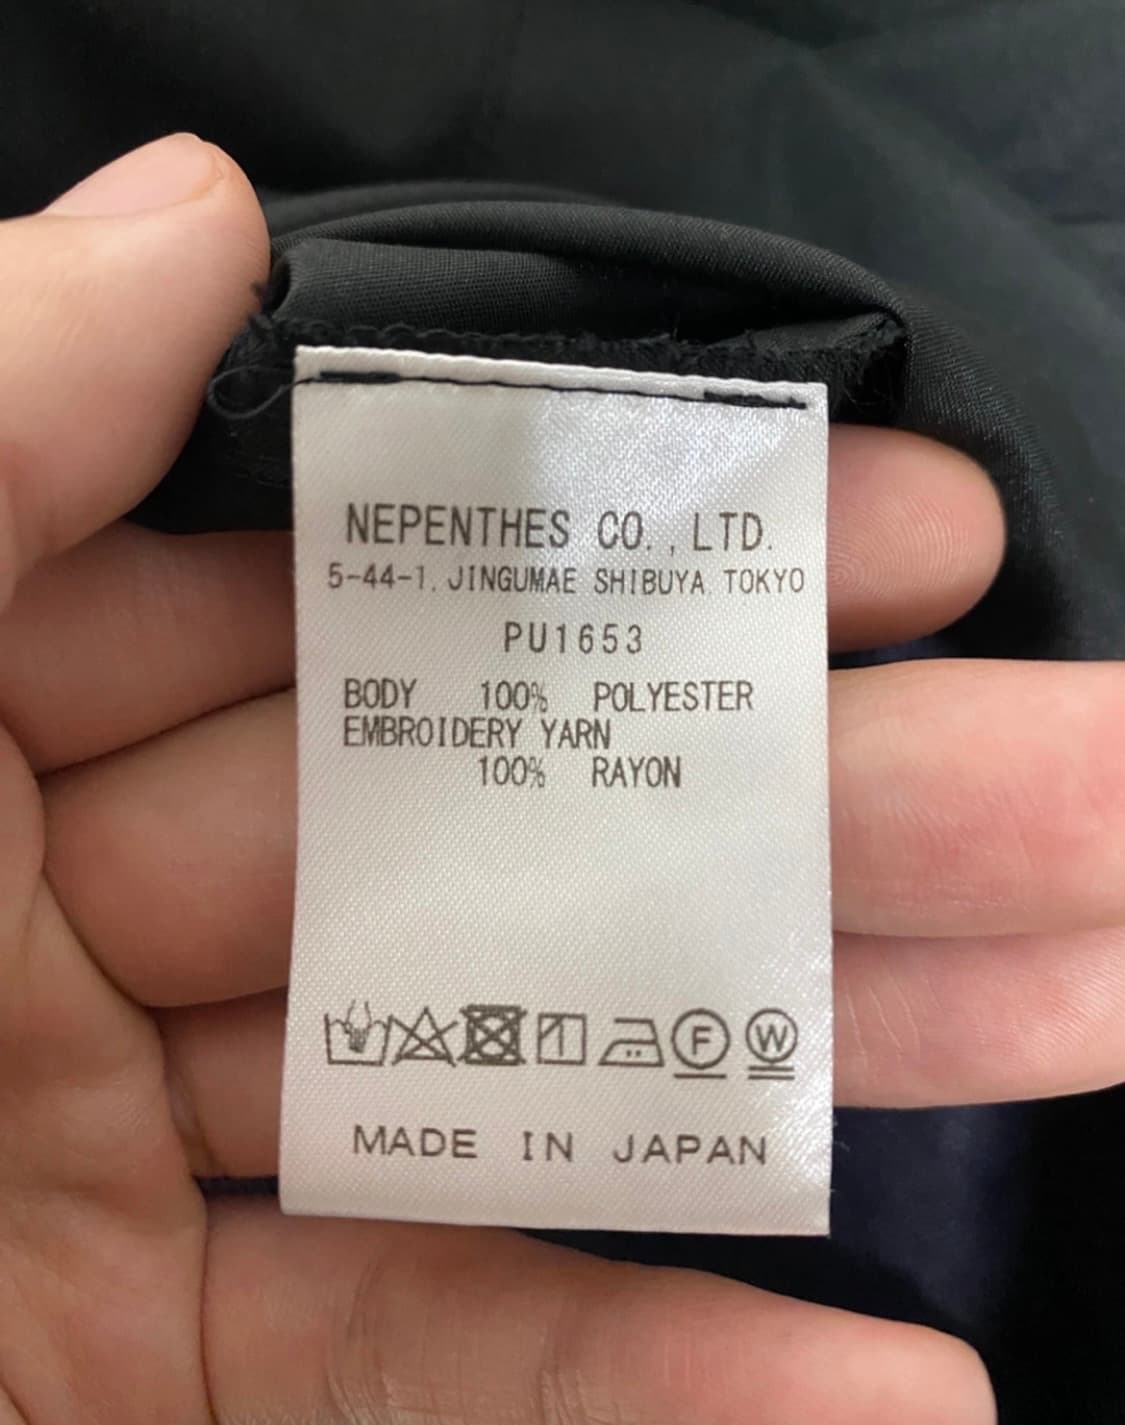 NEPENTHES CO.,LTD.
5-44-1, JINGUMAE SHIBUYA TOKYO
PU1653
BODY 100% POLYESTER
EMBROIDERY YARN
100% RAYON
F W
MADE IN JAPAN